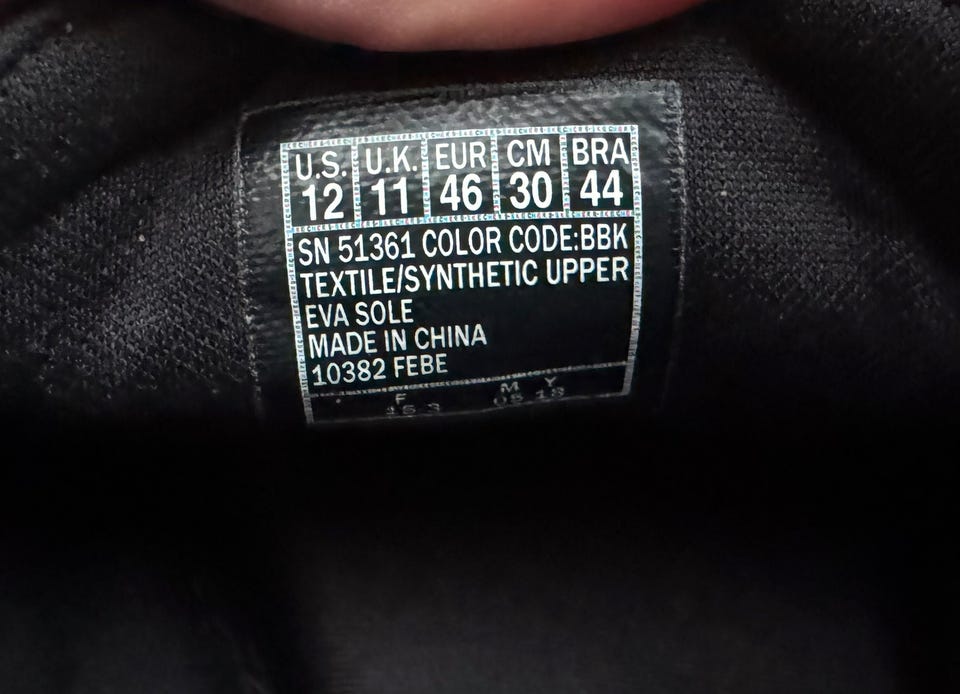 U.S. U.K. EUR CM BRA
12 11 46 30 44
SN 51361 COLOR CODE:BBK
TEXTILE/SYNTHETIC UPPER
EVA SOLE
MADE IN CHINA
10382 FEBE
F M Y